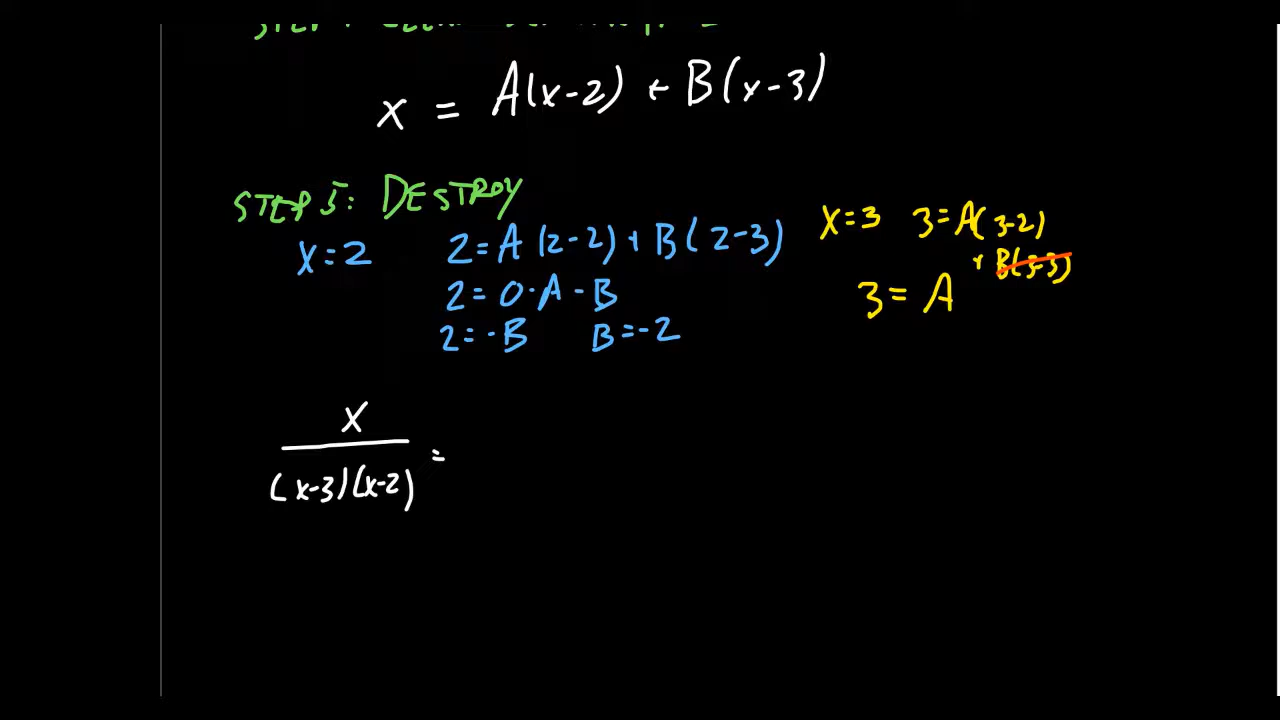 x = A(x-2) + B(x-3)
STEP 5: DESTROY
x=2 2=A(2-2)+B(2-3)
2=0·A-B
2=-B B=-2
x=3 3=A(3-2)
+B(3-3)
3=A
x
(x-3)(x-2) =